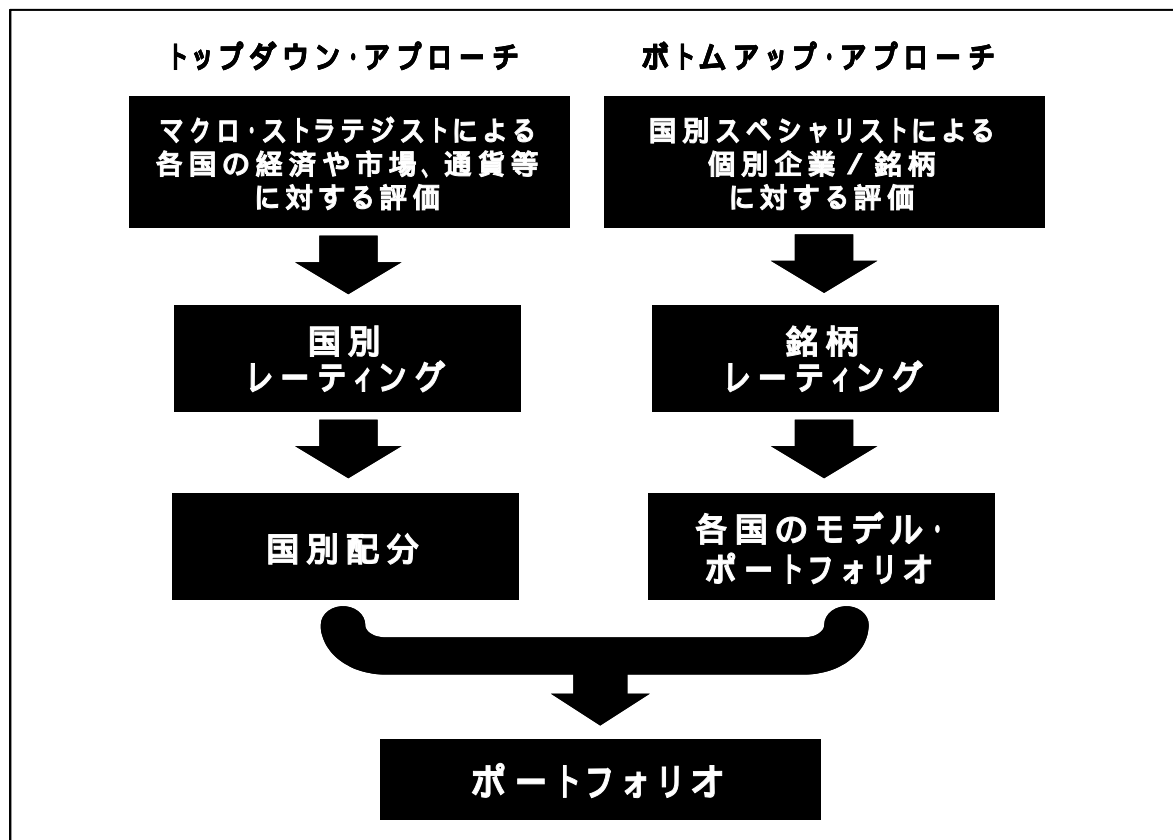 トップダウン・アプローチ
マクロ・ストラテジストによる
各国の経済や市場、通貨等
に対する評価
国別
レーティング
国別配分
ボトムアップ・アプローチ
国別スペシャリストによる
個別企業/銘柄
に対する評価
銘柄
レーティング
各国のモデル・
ポートフォリオ
ポートフォリオ